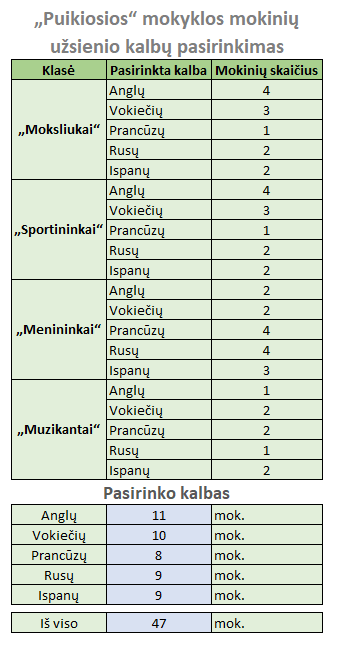 „Puikiosios“ mokyklos mokinių
užsienio kalbų pasirinkimas
Klasė Pasirinkta kalba Mokinių skaičius
„Moksliukai“
Anglų 4
Vokiečių 3
Prancūzų 1
Rusų 2
Ispanų 2
„Sportininkai“
Anglų 4
Vokiečių 3
Prancūzų 1
Rusų 2
Ispanų 2
„Menininkai“
Anglų 2
Vokiečių 2
Prancūzų 4
Rusų 4
Ispanų 3
„Muzikantai“
Anglų 1
Vokiečių 2
Prancūzų 2
Rusų 1
Ispanų 2
Pasirinko kalbas
Anglų 11 mok.
Vokiečių 10 mok.
Prancūzų 8 mok.
Rusų 9 mok.
Ispanų 9 mok.
Iš viso 47 mok.